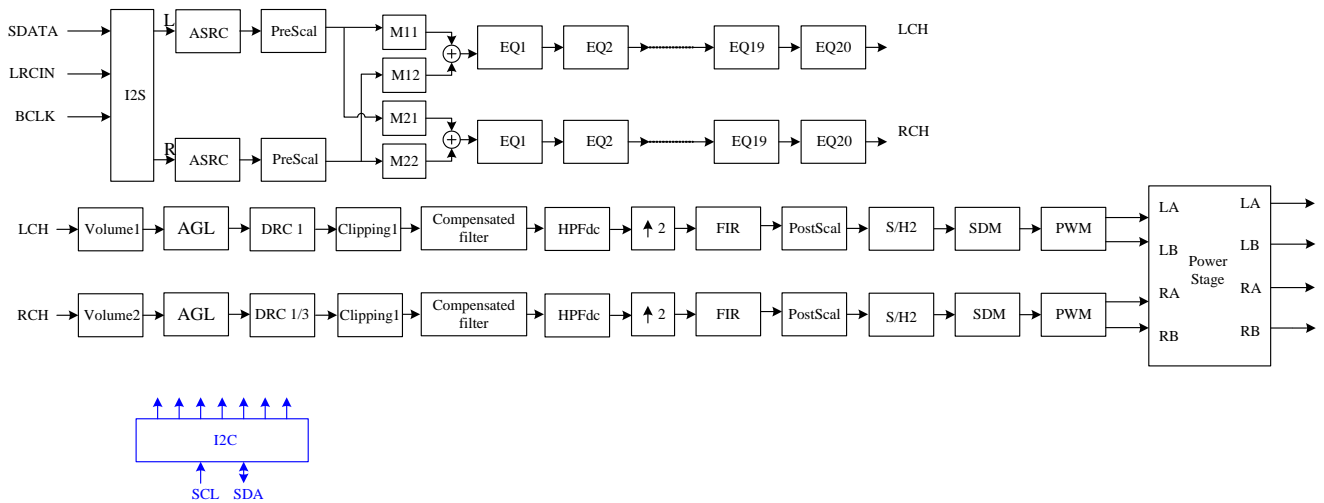 SDATA
LRCIN
BCLK
I2S
L
R
ASRC
PreScal
ASRC
PreScal
M11
M12
M21
M22
EQ1
EQ2
EQ19
EQ20
LCH
EQ1
EQ2
EQ19
EQ20
RCH
LCH
Volume1
AGL
DRC 1
Clipping1
Compensated
filter
HPFdc
2
FIR
PostScal
S/H2
SDM
PWM
RCH
Volume2
AGL
DRC 1/3
Clipping1
Compensated
filter
HPFdc
2
FIR
PostScal
S/H2
SDM
PWM
LA
LB
RA
RB
Power
Stage
LA
LB
RA
RB
I2C
SCL
SDA